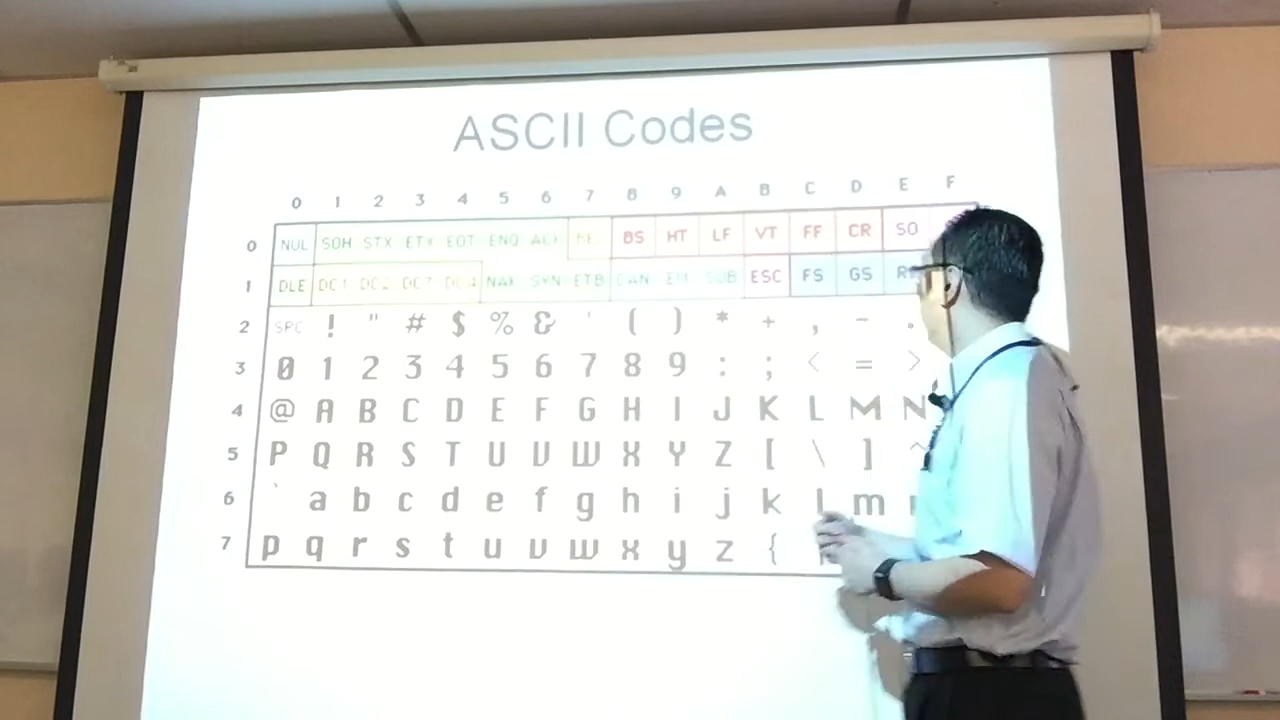 ASCII Codes
0 1 2 3 4 5 6 7 8 9 A B C D E F
0 NUL SOH STX ETX EOT ENQ ACK BEL BS HT LF VT FF CR SO
1 DLE DC1 DC2 DC3 DC4 NAK SYN ETB CAN EM SUB ESC FS GS
2 SPC ! " # $ % & ' ( ) * + , - .
3 0 1 2 3 4 5 6 7 8 9 : ; < = >
4 @ A B C D E F G H I J K L M N
5 P Q R S T U V W X Y Z [ \ ] ^
6 ` a b c d e f g h i j k l m
7 p q r s t u v w x y z {